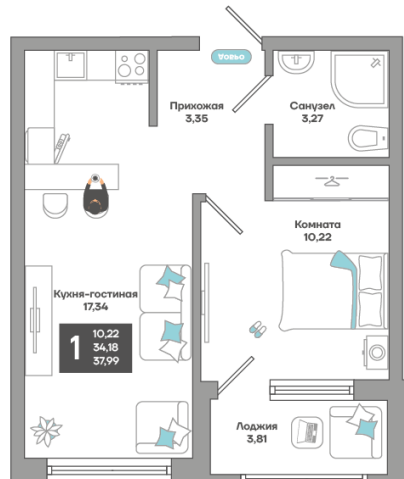 ОБРАЗ
Прихожая
3,35
Санузел
3,27
Комната
10,22
Кухня-гостиная
17,34
1
10,22
34,18
37,99
Лоджия
3,81